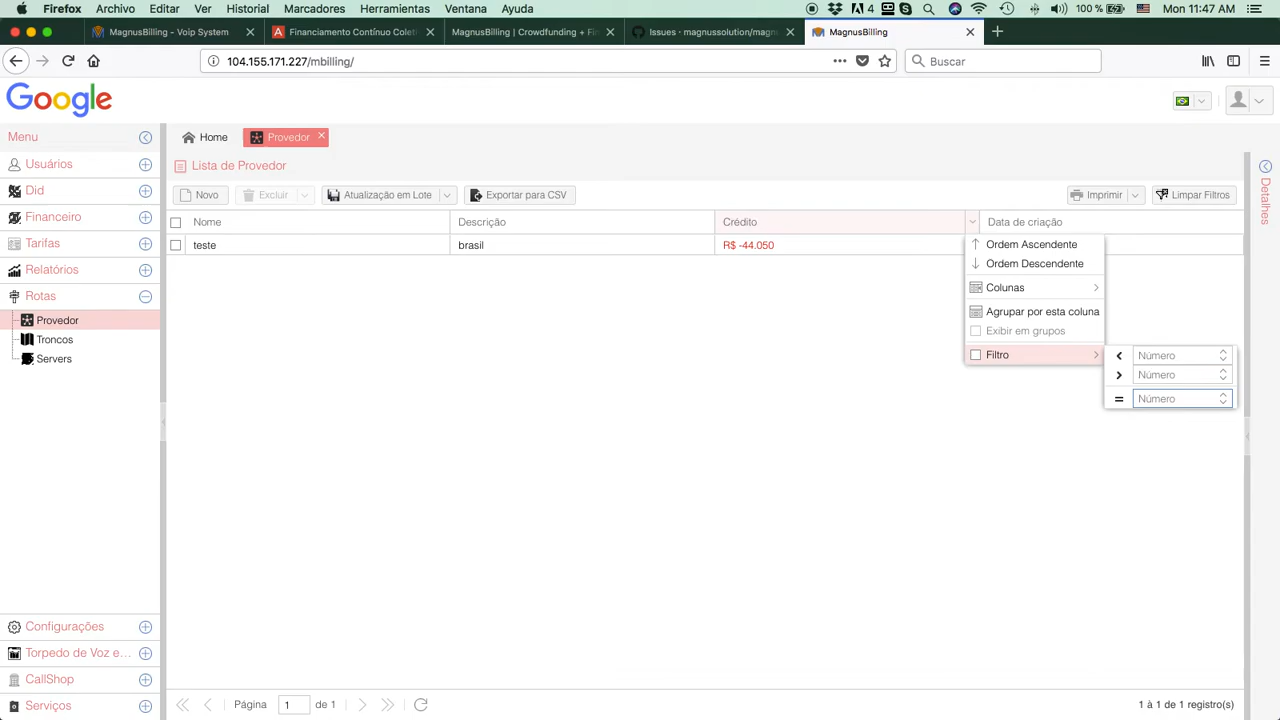 Firefox Arquivo Editar Ver Historial Marcadores Herramientas Ventana Ayuda 4 100 % Mon 11:47 AM
MagnusBilling - Voip System
Financiamento Contínuo Coleti
MagnusBilling | Crowdfunding + Fi
Issues · magnussolution/magn
MagnusBilling
104.155.171.227/mbilling/
Buscar
Google
Menu
Home
Provedor
Usuários
Did
Financeiro
Tarifas
Relatórios
Rotas
Provedor
Troncos
Servers
Configurações
Torpedo de Voz e...
CallShop
Serviços
Lista de Provedor
Novo Excluir Atualização em Lote Exportar para CSV Imprimir Limpar Filtros
Nome Descrição Crédito Data de criação
teste brasil R$ -44.050
Ordem Ascendente
Ordem Descendente
Colunas
Agrupar por esta coluna
Exibir em grupos
Filtro
< Número
> Número
= Número
Detalhes
Página 1 de 1
1 à 1 de 1 registro(s)